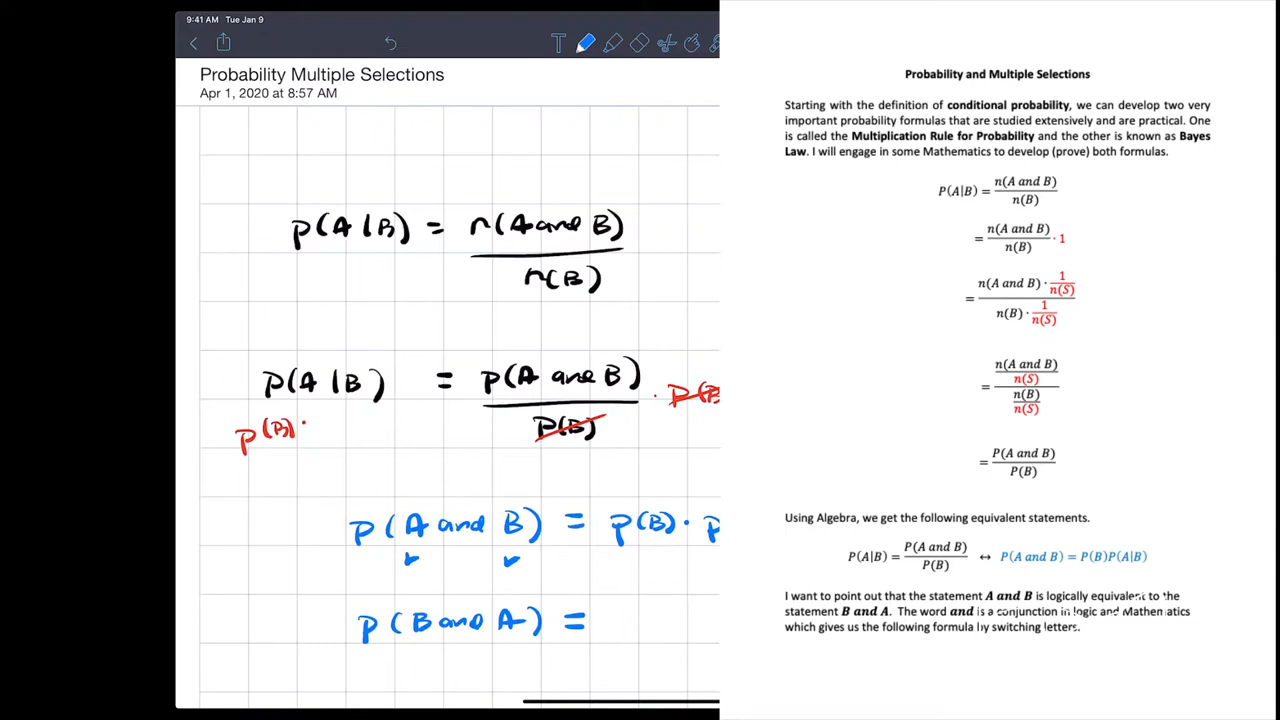 9:41 AM Tue Jan 9
Probability Multiple Selections
Apr 1, 2020 at 8:57 AM
P(A|B) = n(A and B)
n(B)
P(A|B) = P(A and B) · P(B
P(B) ·
P(B)
P(A and B) = P(B) · P
P(B and A) =
Probability and Multiple Selections
Starting with the definition of conditional probability, we can develop two very
important probability formulas that are studied extensively and are practical. One
is called the Multiplication Rule for Probability and the other is known as Bayes
Law. I will engage in some Mathematics to develop (prove) both formulas.
P(A|B) = n(A and B)
n(B)
= n(A and B)
n(B) · 1
= n(A and B) · 1
n(S)
n(B) · 1
n(S)
= n(A and B)
n(S)
n(B)
n(S)
= P(A and B)
P(B)
Using Algebra, we get the following equivalent statements.
P(A|B) = P(A and B)
P(B) ↔ P(A and B) = P(B)P(A|B)
I want to point out that the statement A and B is logically equivalent to the
statement B and A. The word and is a conjunction in logic and Mathematics
which gives us the following formula by switching letters.